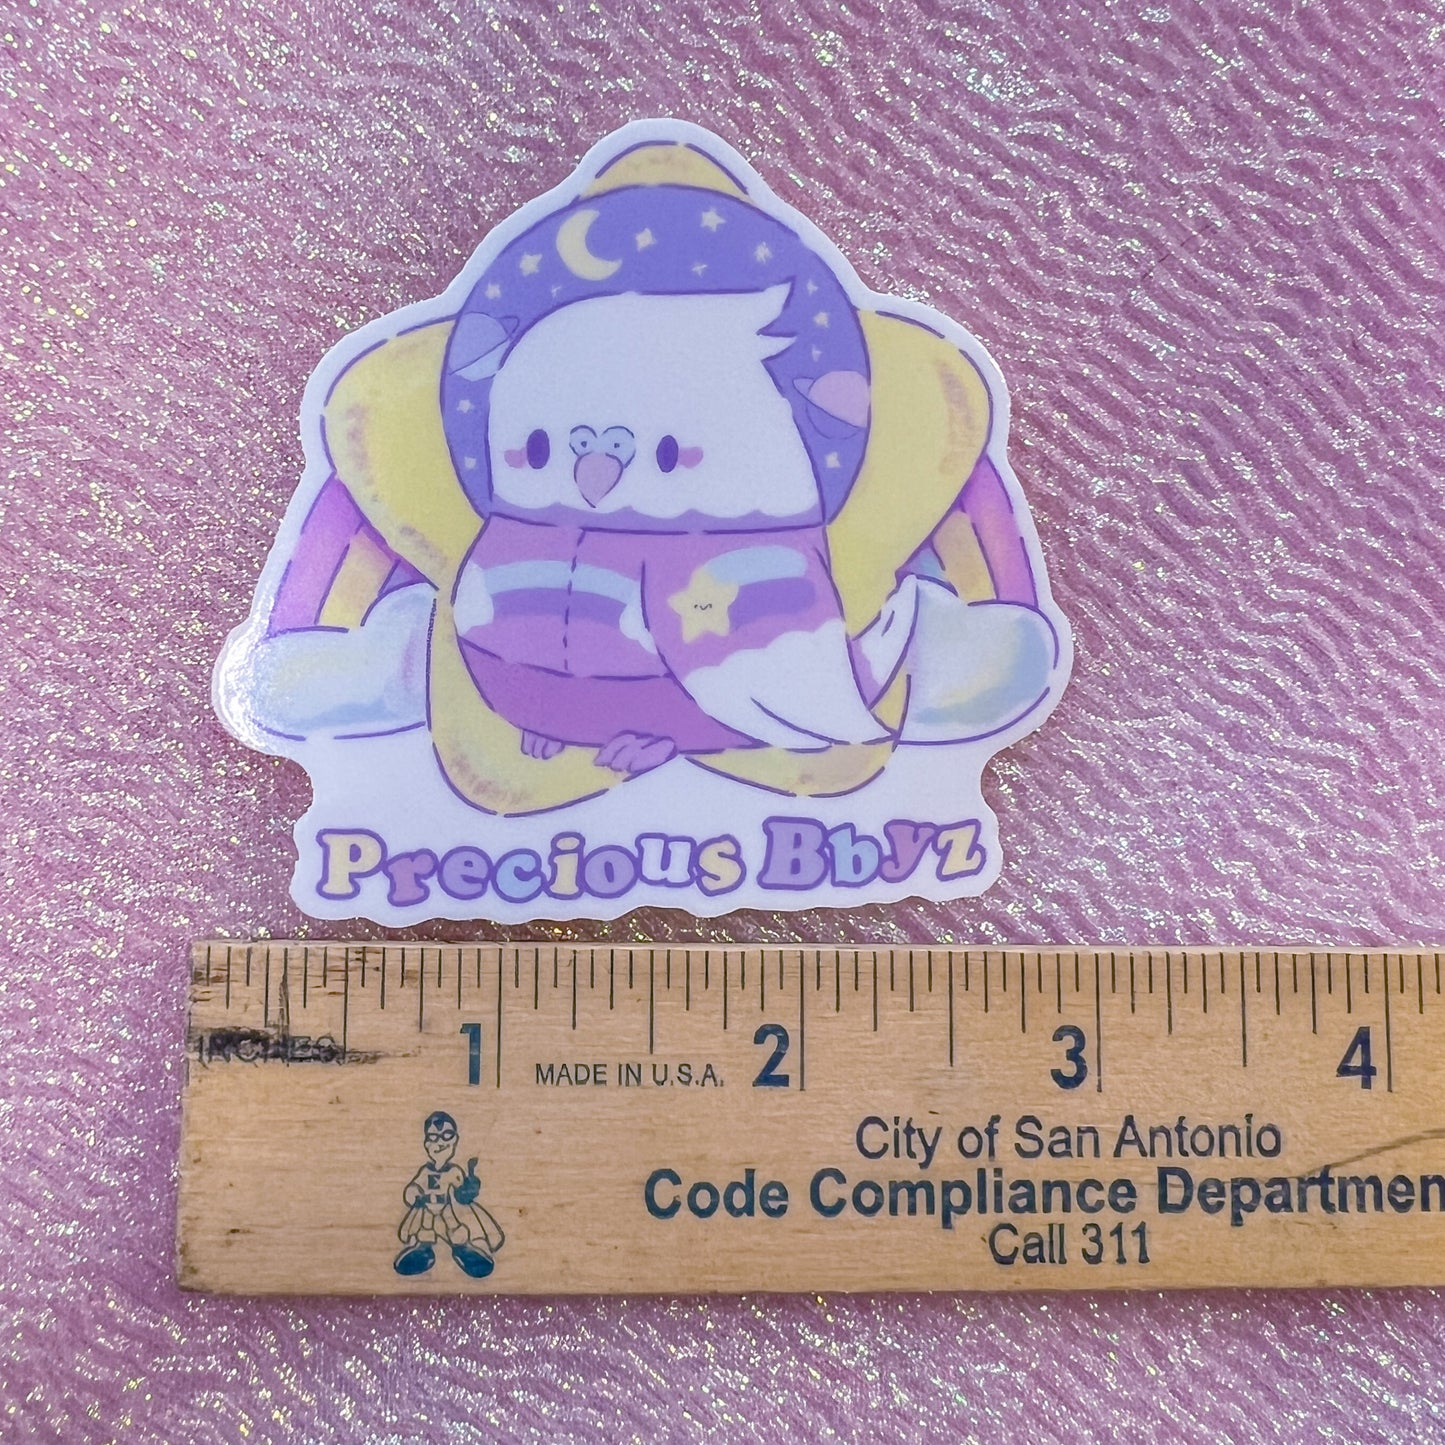 Precious Bbyz
INCHES
1 2 3 4
MADE IN U.S.A.
City of San Antonio
Code Compliance Departmen
Call 311
E